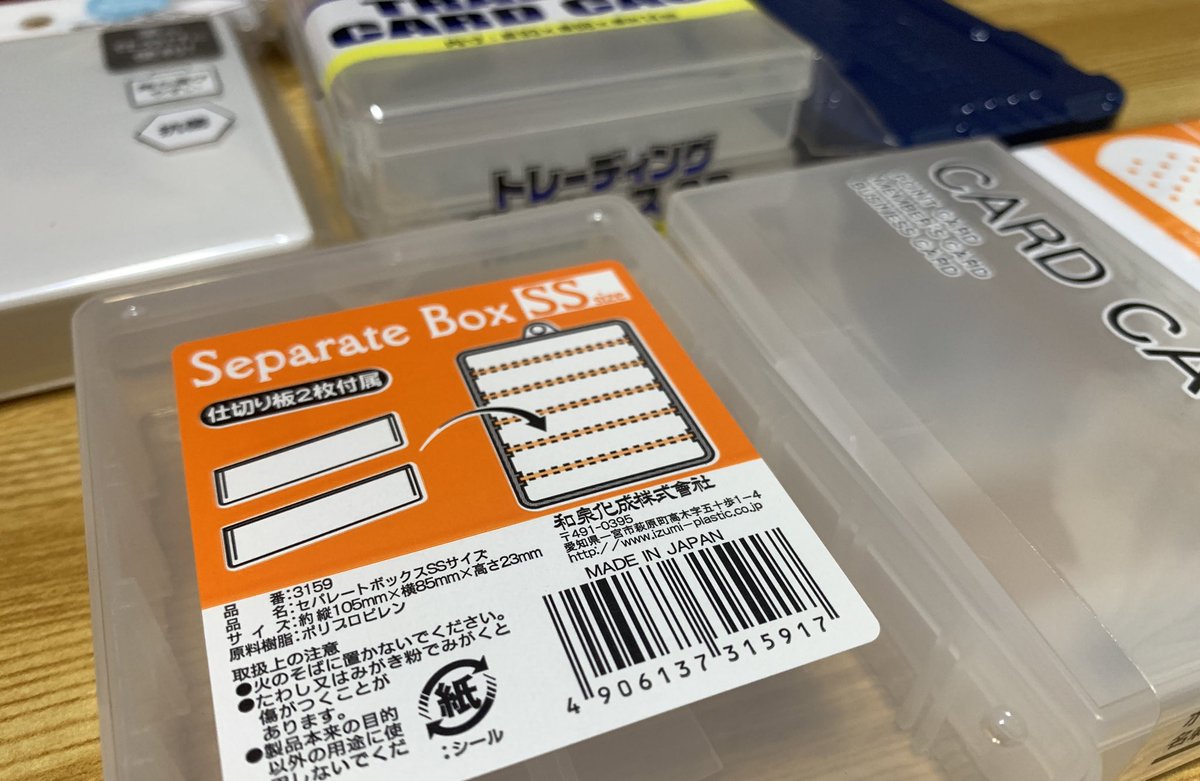 CARD CA
トレーディング
CARD CA
POINT CARD
MEMBER'S CARD
BUSINESS CARD
Separate Box SS size
仕切り板2枚付属
和泉化成株式會社
〒491-0395
愛知県一宮市萩原町高木字五十歩1-4
http://www.izumi-plastic.co.jp
MADE IN JAPAN
4 906137 315917
品 番:3159
品 名:セパレートボックスSSサイズ
サイズ:約 縦105mm×横85mm×高さ23mm
原料樹脂:ポリプロピレン
取扱上の注意
●火のそばに置かないでください。
●たわし又はみがき粉でみがくと
傷がつくことが
あります。
●製品本来の目的
以外の用途に使
用しないでくだ
紙
:シール